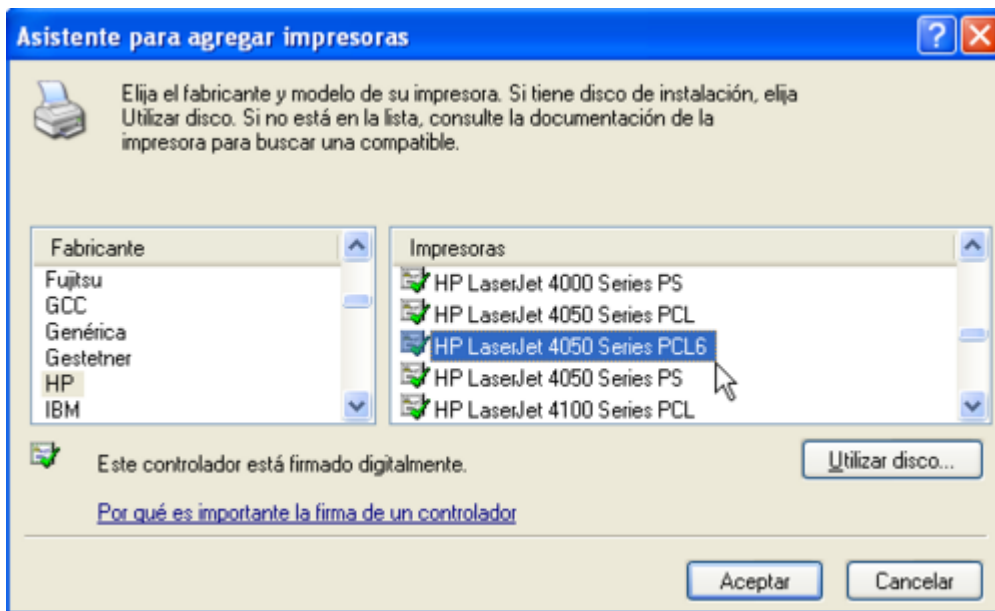 Asistente para agregar impresoras
Elija el fabricante y modelo de su impresora. Si tiene disco de instalación, elija
Utilizar disco. Si no está en la lista, consulte la documentación de la
impresora para buscar una compatible.
Fabricante
Fujitsu
GCC
Genérica
Gestetner
HP
IBM
Impresoras
HP LaserJet 4000 Series PS
HP LaserJet 4050 Series PCL
HP LaserJet 4050 Series PCL6
HP LaserJet 4050 Series PS
HP LaserJet 4100 Series PCL
Este controlador está firmado digitalmente.
Utilizar disco...
Por qué es importante la firma de un controlador
Aceptar
Cancelar